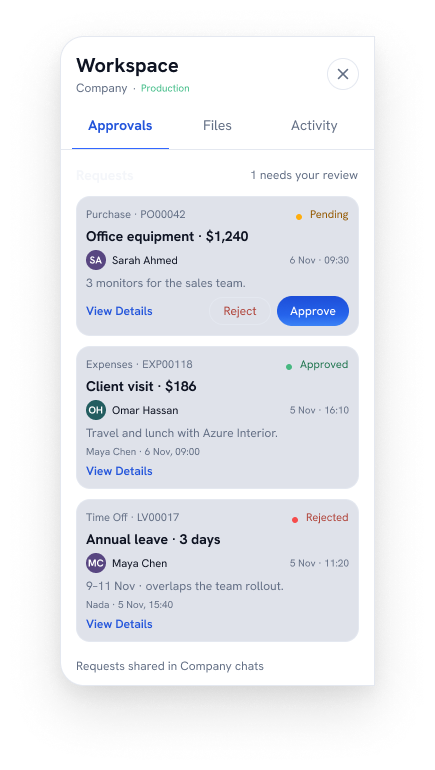 Workspace
Company · Production
Approvals Files Activity
Requests 1 needs your review
Purchase · PO00042 Pending
Office equipment · $1,240
SA Sarah Ahmed 6 Nov · 09:30
3 monitors for the sales team.
View Details Reject Approve
Expenses · EXP00118 Approved
Client visit · $186
OH Omar Hassan 5 Nov · 16:10
Travel and lunch with Azure Interior.
Maya Chen · 6 Nov, 09:00
View Details
Time Off · LV00017 Rejected
Annual leave · 3 days
MC Maya Chen 5 Nov · 11:20
9–11 Nov · overlaps the team rollout.
Nada · 5 Nov, 15:40
View Details
Requests shared in Company chats